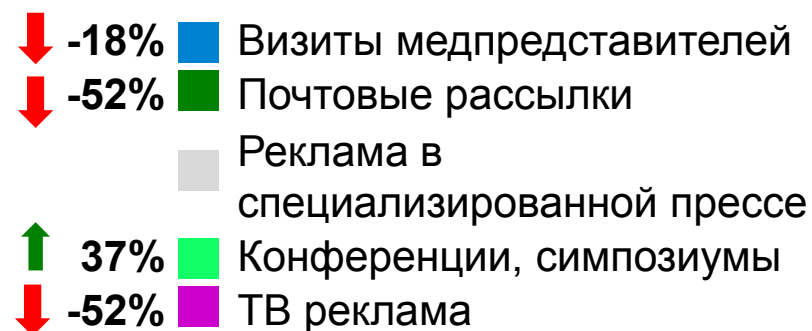 -18% Визиты медпредставителей
-52% Почтовые рассылки
Реклама в
специализированной прессе
37% Конференции, симпозиумы
-52% ТВ реклама